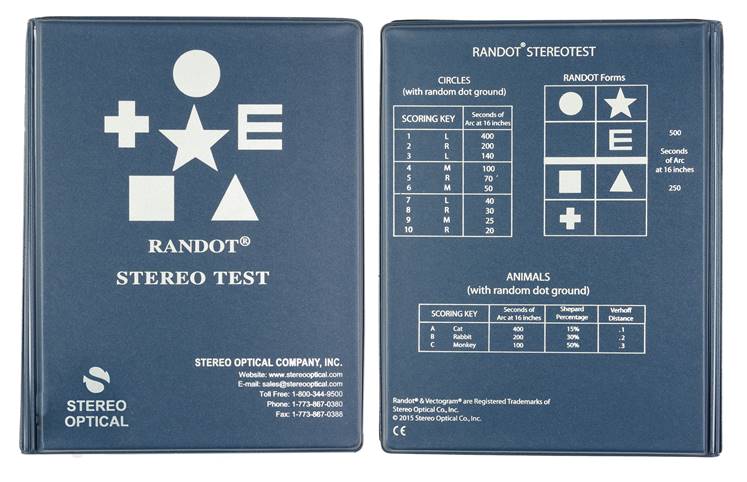 RANDOT®
STEREO TEST
STEREO OPTICAL COMPANY, INC.
Website: www.stereooptical.com
E-mail: sales@stereooptical.com
Toll Free: 1-800-344-9500
Phone: 1-773-867-0380
Fax: 1-773-867-0388
STEREO
OPTICAL
RANDOT® STEREOTEST
CIRCLES
(with random dot ground)
SCORING KEY Seconds of
Arc at 16 inches
1 L 400
2 R 200
3 L 140
4 M 100
5 R 70
6 M 50
7 L 40
8 R 30
9 M 25
10 R 20
RANDOT Forms
E
500
Seconds
of Arc
at 16 inches
250
ANIMALS
(with random dot ground)
SCORING KEY Seconds of Shepard Verhoff
Arc at 16 inches Percentage Distance
A Cat 400 15% .1
B Rabbit 200 30% .2
C Monkey 100 50% .3
Randot® & Vectogram® are Registered Trademarks of
Stereo Optical Co., Inc.
© 2015 Stereo Optical Co., Inc.
CE